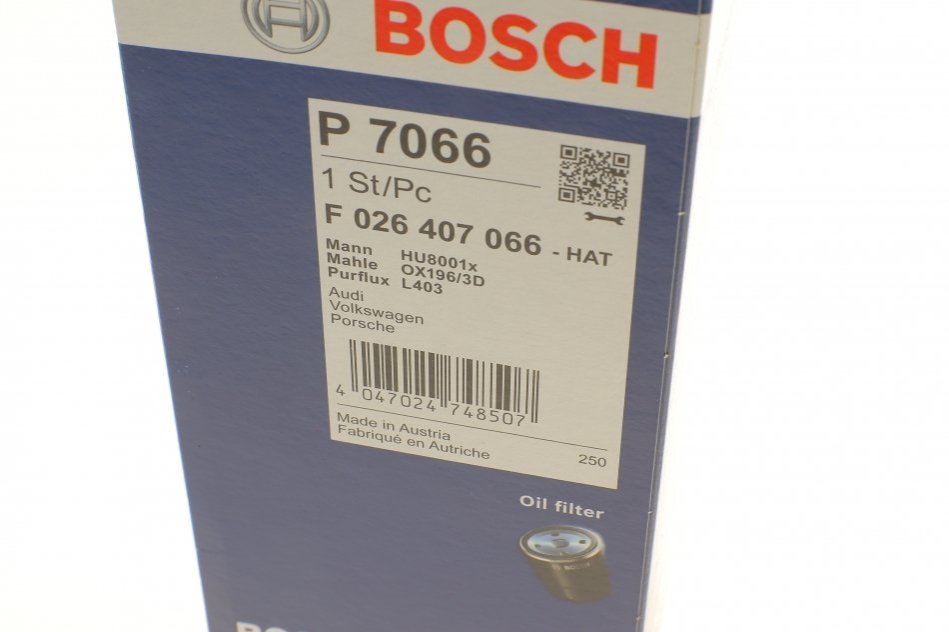 BOSCH
P 7066
1 St/Pc
F 026 407 066 - HAT
Mann HU8001x
Mahle OX196/3D
Purflux L403
Audi
Volkswagen
Porsche
4 047024 748507
Made in Austria
Fabriqué en Autriche 250
Oil filter
BOSCH